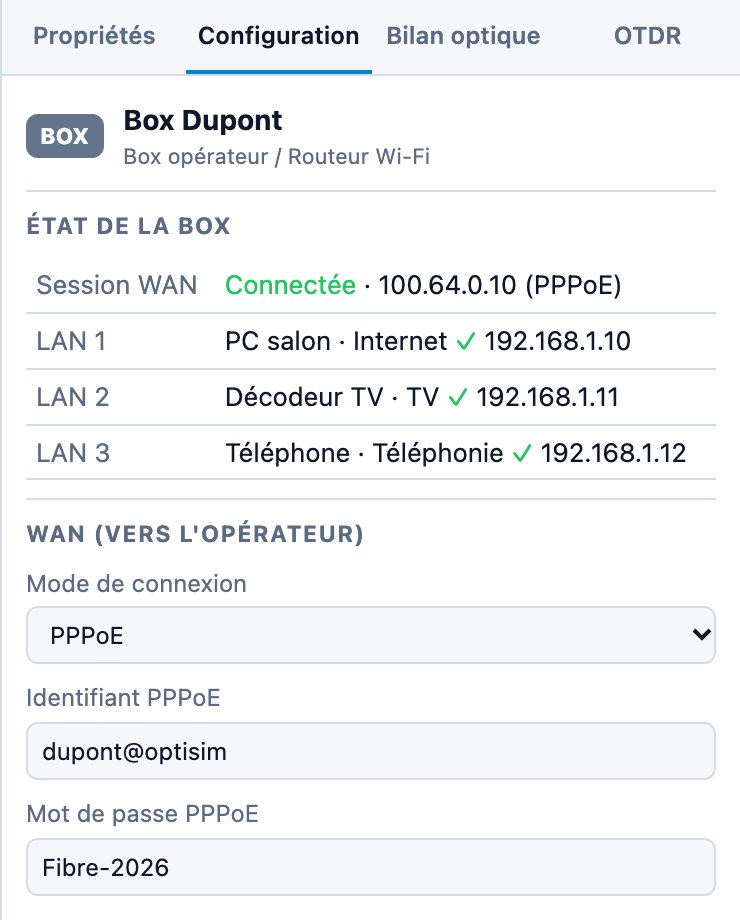 Propriétés Configuration Bilan optique OTDR
BOX
Box Dupont
Box opérateur / Routeur Wi-Fi
ÉTAT DE LA BOX
Session WAN Connectée · 100.64.0.10 (PPPoE)
LAN 1 PC salon · Internet ✓ 192.168.1.10
LAN 2 Décodeur TV · TV ✓ 192.168.1.11
LAN 3 Téléphone · Téléphonie ✓ 192.168.1.12
WAN (VERS L'OPÉRATEUR)
Mode de connexion
PPPoE
Identifiant PPPoE
dupont@optisim
Mot de passe PPPoE
Fibre-2026